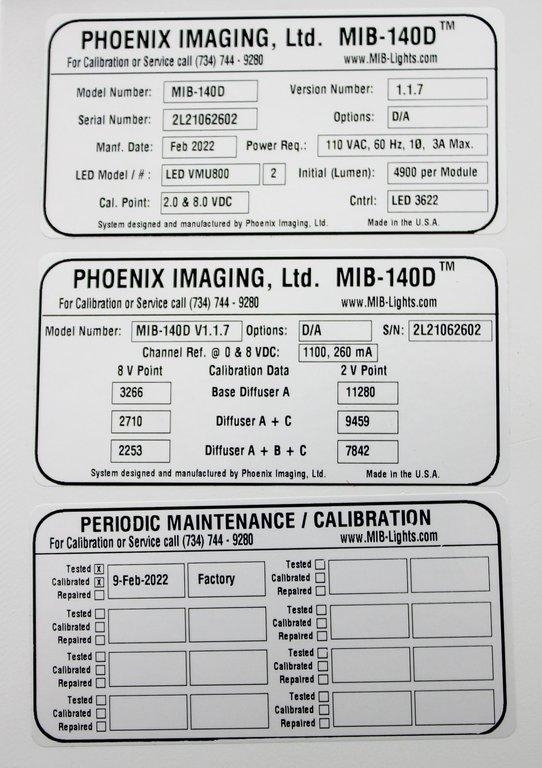 PHOENIX IMAGING, Ltd. MIB-140D™
For Calibration or Service call (734) 744 - 9280 www.MIB-Lights.com
Model Number: MIB-140D Version Number: 1.1.7
Serial Number: 2L21062602 Options: D/A
Manf. Date: Feb 2022 Power Req.: 110 VAC, 60 Hz, 1Ø, 3A Max.
LED Model / # : LED VMU800 2 Initial (Lumen): 4900 per Module
Cal. Point: 2.0 & 8.0 VDC Cntrl: LED 3622
System designed and manufactured by Phoenix Imaging, Ltd. Made in the U.S.A.
PHOENIX IMAGING, Ltd. MIB-140D™
For Calibration or Service call (734) 744 - 9280 www.MIB-Lights.com
Model Number: MIB-140D V1.1.7 Options: D/A S/N: 2L21062602
Channel Ref. @ 0 & 8 VDC: 1100, 260 mA
8 V Point Calibration Data 2 V Point
3266 Base Diffuser A 11280
2710 Diffuser A + C 9459
2253 Diffuser A + B + C 7842
System designed and manufactured by Phoenix Imaging, Ltd. Made in the U.S.A.
PERIODIC MAINTENANCE / CALIBRATION
For Calibration or Service call (734) 744 - 9280 www.MIB-Lights.com
Tested X
Calibrated X 9-Feb-2022 Factory
Repaired
Tested
Calibrated
Repaired
Tested
Calibrated
Repaired
Tested
Calibrated
Repaired
Tested
Calibrated
Repaired
Tested
Calibrated
Repaired
Tested
Calibrated
Repaired
Tested
Calibrated
Repaired